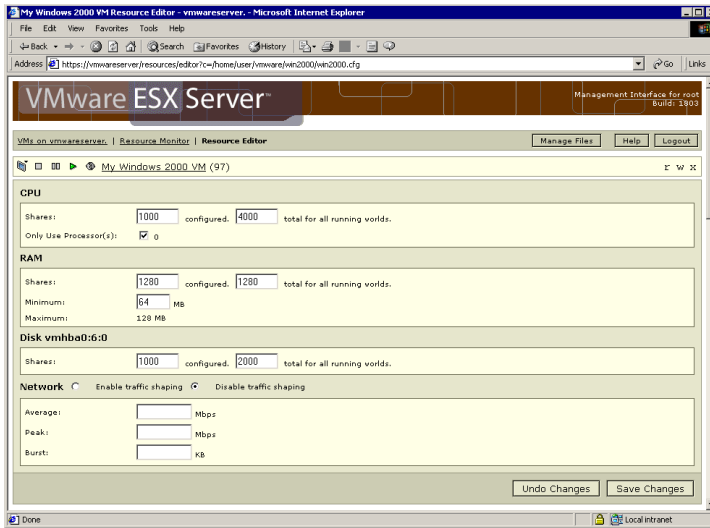 My Windows 2000 VM Resource Editor - vmwareserver. - Microsoft Internet Explorer
File Edit View Favorites Tools Help
Back Search Favorites History
Address https://vmwareserver/resources/editor?c=/home/user/vmware/win2000/win2000.cfg Go Links
VMware ESX Server™
Management Interface for root
Build: 1803
VMs on vmwareserver. | Resource Monitor | Resource Editor Manage Files Help Logout
My Windows 2000 VM (97) r w x
CPU
Shares: 1000 configured. 4000 total for all running worlds.
Only Use Processor(s): 0
RAM
Shares: 1280 configured. 1280 total for all running worlds.
Minimum: 64 MB
Maximum: 128 MB
Disk vmhba0:6:0
Shares: 1000 configured. 2000 total for all running worlds.
Network Enable traffic shaping Disable traffic shaping
Average: Mbps
Peak: Mbps
Burst: KB
Undo Changes Save Changes
Done Local intranet